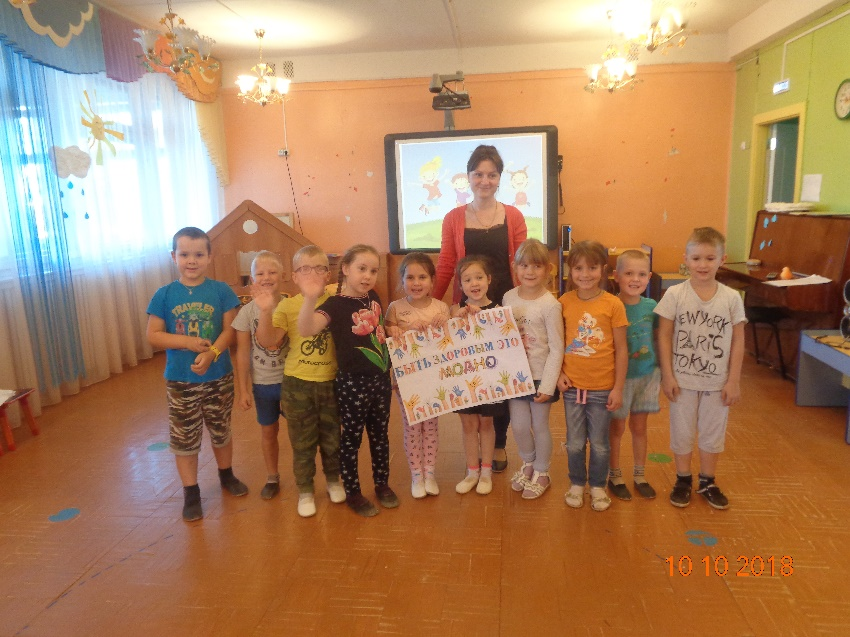 БЫТЬ ЗДОРОВЫМ ЭТО
МОДНО
TRAVELER
NEW YORK
PARIS
TOKYO
10 10 2018